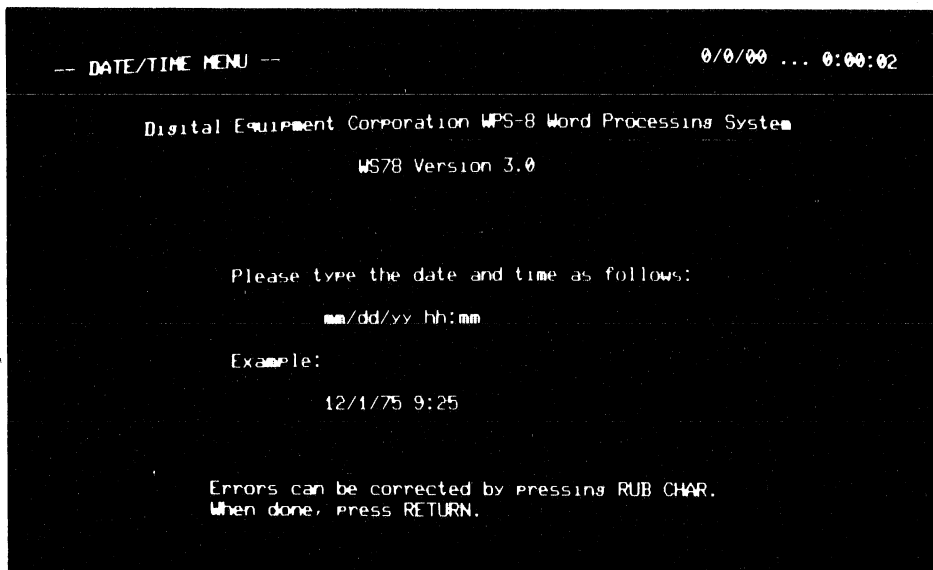 -- DATE/TIME MENU -- 0/0/00 ... 0:00:02
Digital Equipment Corporation WPS-8 Word Processing System
WS78 Version 3.0
Please type the date and time as follows:
mm/dd/yy hh:mm
Example:
12/1/75 9:25
Errors can be corrected by pressing RUB CHAR.
When done, press RETURN.